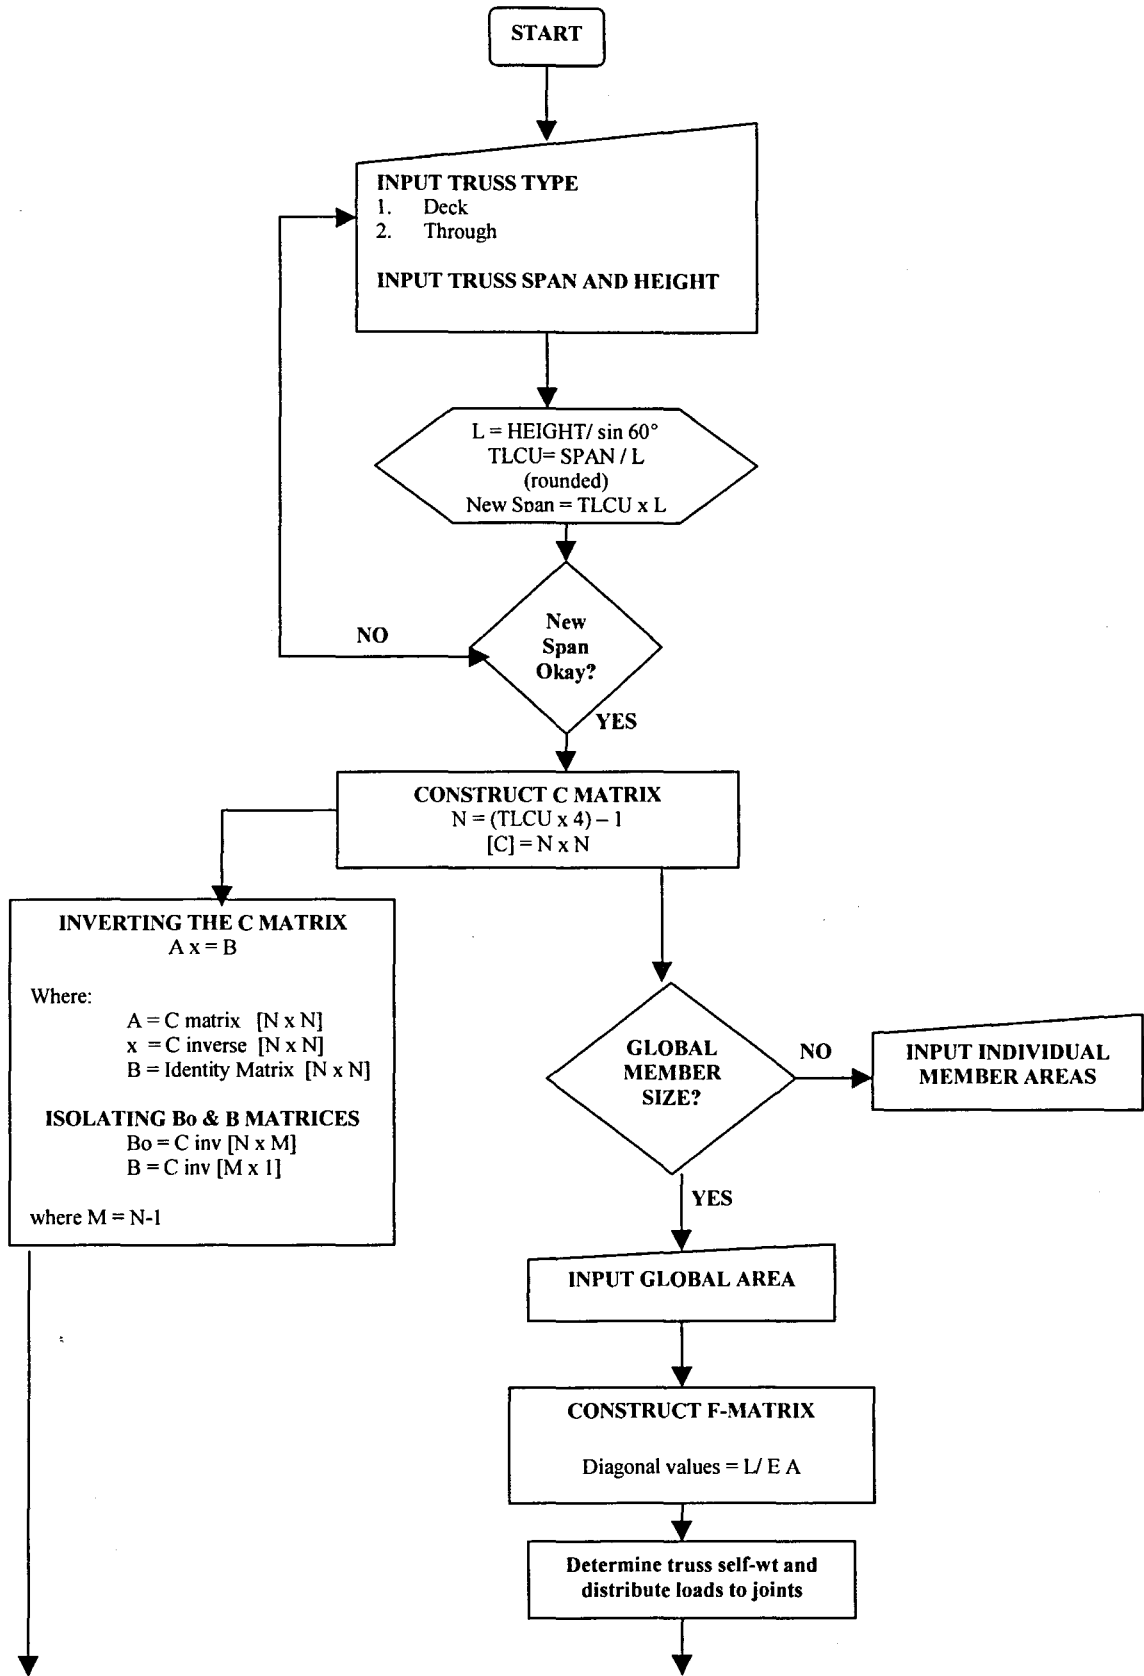 START
INPUT TRUSS TYPE
1. Deck
2. Through
INPUT TRUSS SPAN AND HEIGHT
L = HEIGHT/ sin 60°
TLCU= SPAN / L
(rounded)
New Span = TLCU x L
New
Span
Okay?
NO
YES
CONSTRUCT C MATRIX
N = (TLCU x 4) – 1
[C] = N x N
INVERTING THE C MATRIX
A x = B
Where:
A = C matrix [N x N]
x = C inverse [N x N]
B = Identity Matrix [N x N]
ISOLATING Bo & B MATRICES
Bo = C inv [N x M]
B = C inv [M x 1]
where M = N-1
GLOBAL
MEMBER
SIZE?
NO
INPUT INDIVIDUAL
MEMBER AREAS
YES
INPUT GLOBAL AREA
CONSTRUCT F-MATRIX
Diagonal values = L/ E A
Determine truss self-wt and
distribute loads to joints